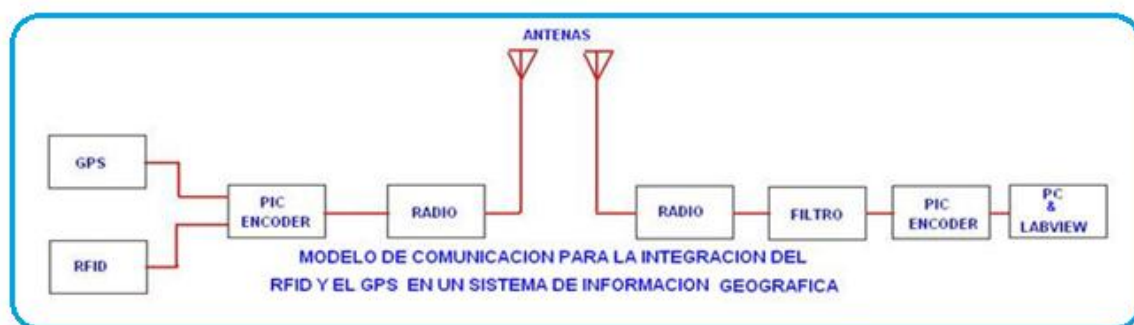 ANTENAS
GPS
RFID
PIC
ENCODER
RADIO
RADIO
FILTRO
PIC
ENCODER
PC
&
LABVIEW
MODELO DE COMUNICACION PARA LA INTEGRACION DEL
RFID Y EL GPS EN UN SISTEMA DE INFORMACION GEOGRAFICA